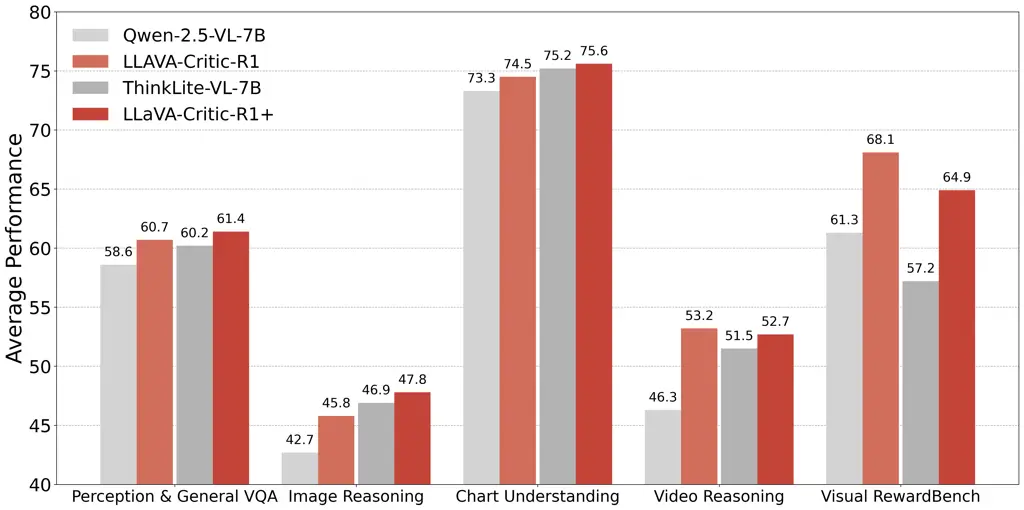 80
75
70
65
60
55
50
45
40
Average Performance
Qwen-2.5-VL-7B
LLAVA-Critic-R1
ThinkLite-VL-7B
LLaVA-Critic-R1+
58.6
60.7
60.2
61.4
42.7
45.8
46.9
47.8
73.3
74.5
75.2
75.6
46.3
53.2
51.5
52.7
61.3
68.1
57.2
64.9
Perception & General VQA
Image Reasoning
Chart Understanding
Video Reasoning
Visual RewardBench